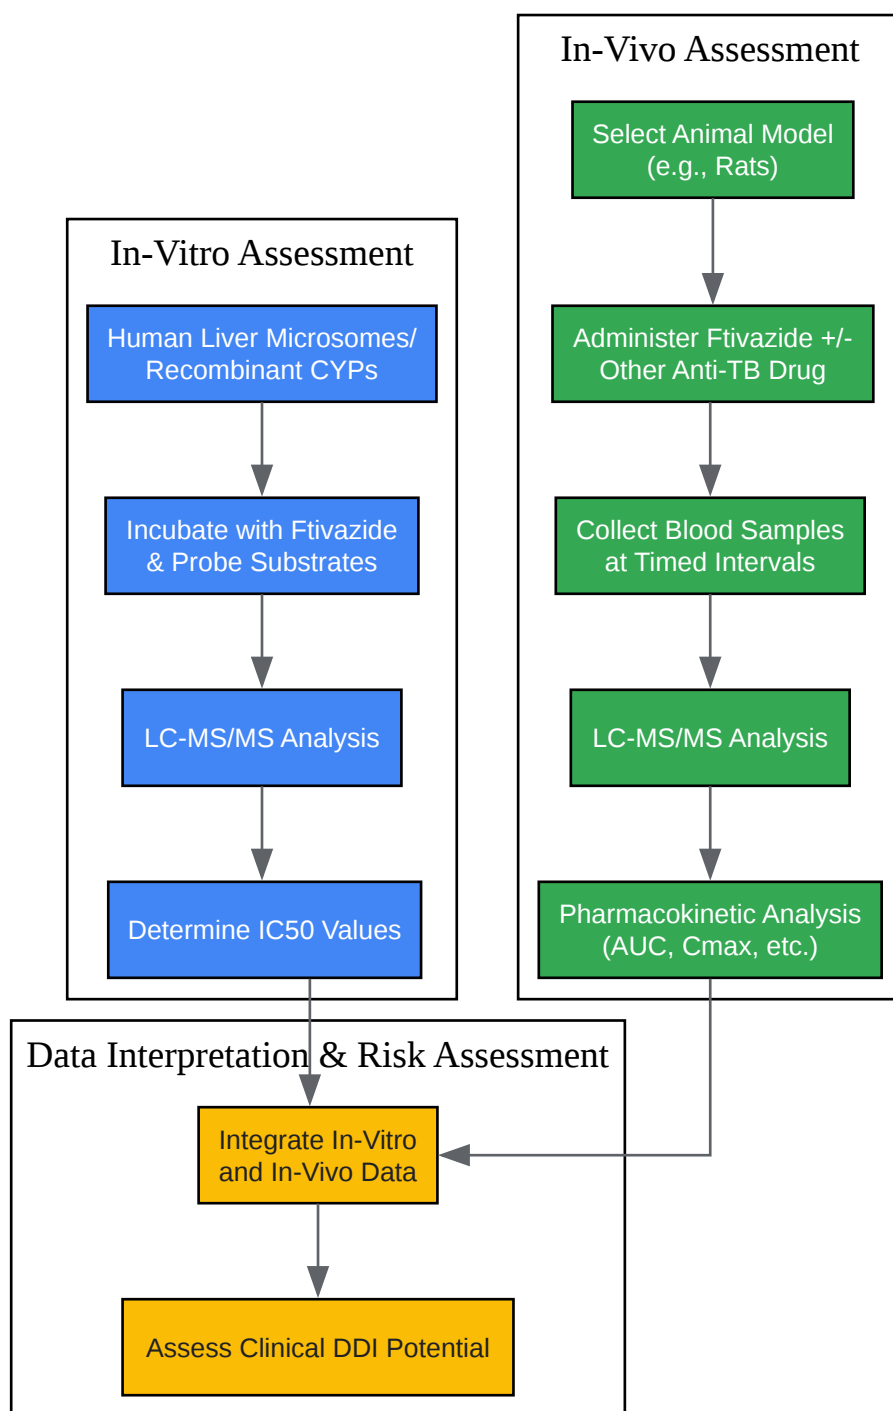 In-Vivo Assessment
Select Animal Model
(e.g., Rats)
Administer Ftivazide +/-
Other Anti-TB Drug
Collect Blood Samples
at Timed Intervals
LC-MS/MS Analysis
Pharmacokinetic Analysis
(AUC, Cmax, etc.)
In-Vitro Assessment
Human Liver Microsomes/
Recombinant CYPs
Incubate with Ftivazide
& Probe Substrates
LC-MS/MS Analysis
Determine IC50 Values
Data Interpretation & Risk Assessment
Integrate In-Vitro
and In-Vivo Data
Assess Clinical DDI Potential